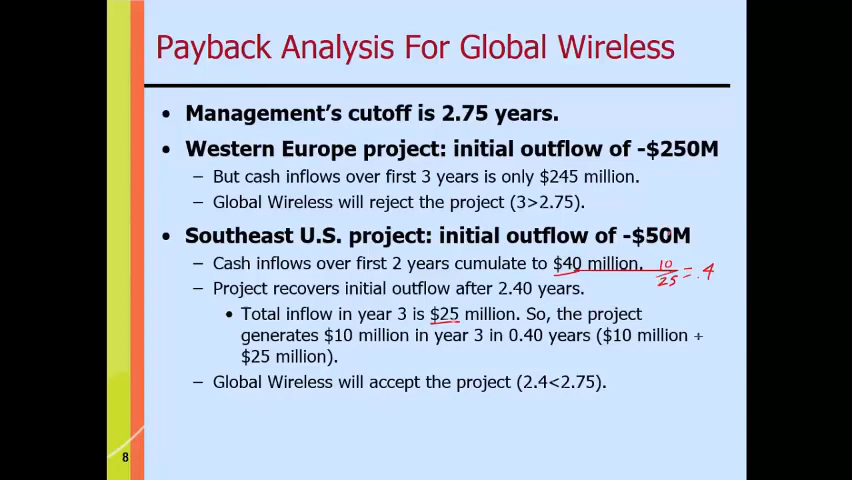 Payback Analysis For Global Wireless
• Management's cutoff is 2.75 years.
• Western Europe project: initial outflow of -$250M
– But cash inflows over first 3 years is only $245 million.
– Global Wireless will reject the project (3>2.75).
• Southeast U.S. project: initial outflow of -$50M
– Cash inflows over first 2 years cumulate to $40 million.
10/25 = .4
– Project recovers initial outflow after 2.40 years.
• Total inflow in year 3 is $25 million. So, the project
generates $10 million in year 3 in 0.40 years ($10 million ÷
$25 million).
– Global Wireless will accept the project (2.4<2.75).
8